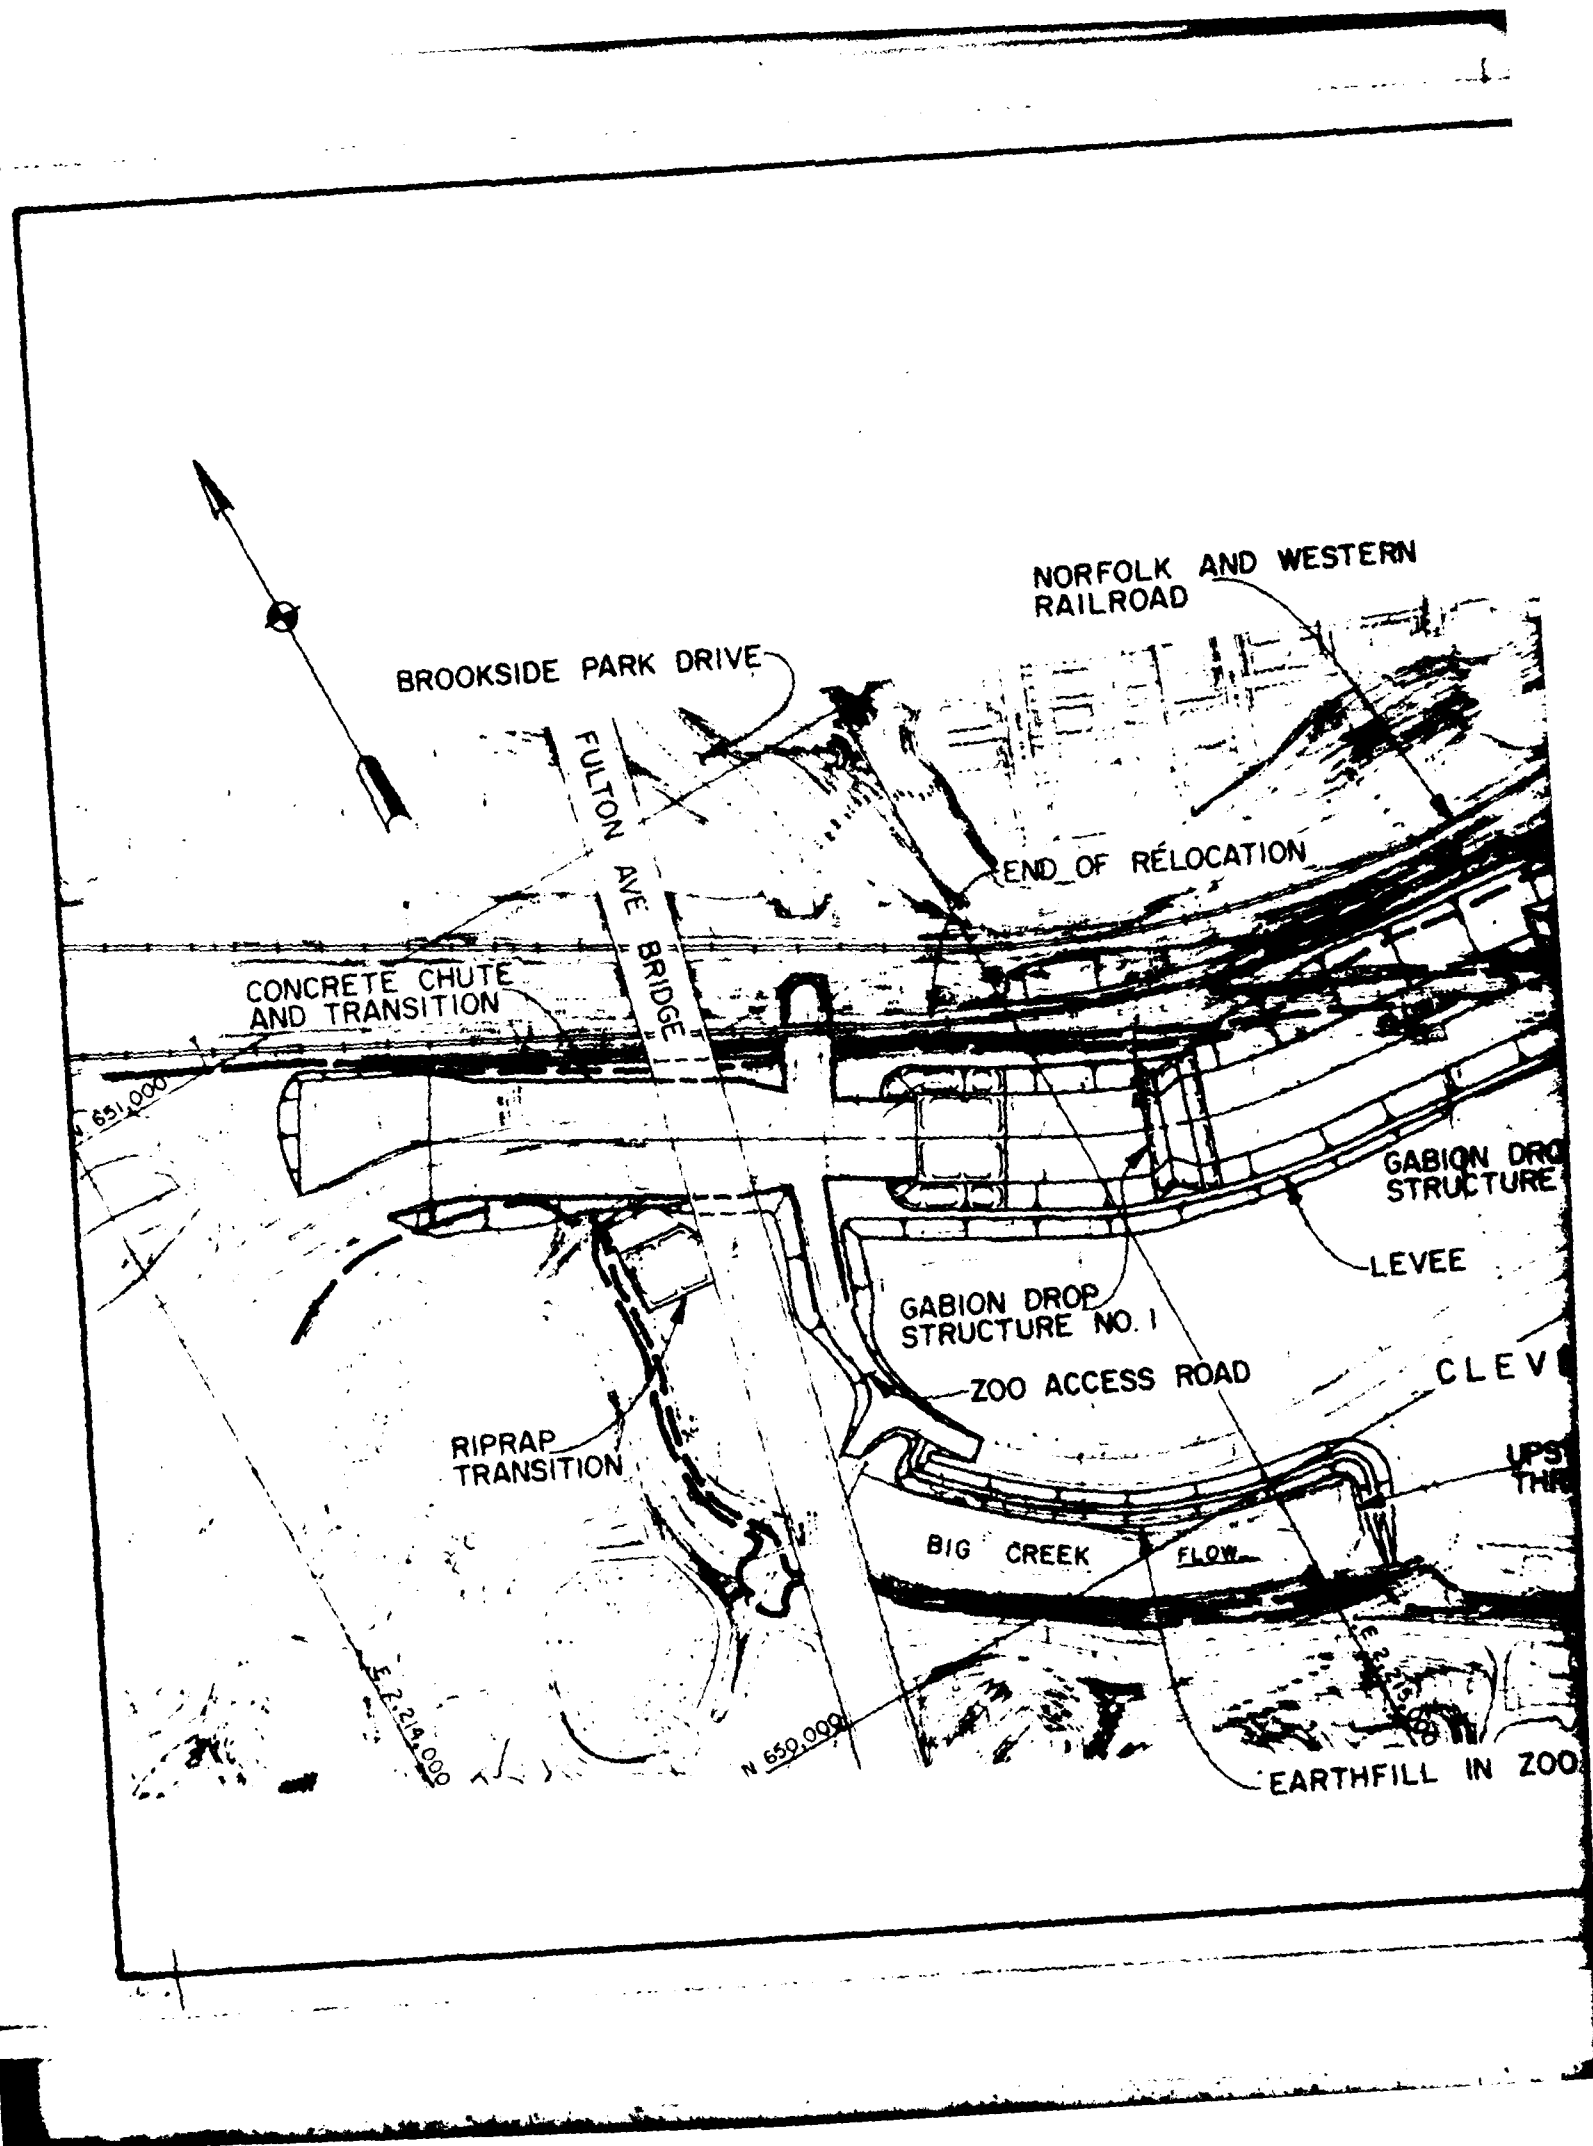 NORFOLK AND WESTERN
RAILROAD
BROOKSIDE PARK DRIVE
FULTON AVE BRIDGE
END OF RELOCATION
CONCRETE CHUTE
AND TRANSITION
651,000
GABION DRO
STRUCTURE
LEVEE
GABION DROP
STRUCTURE NO. 1
ZOO ACCESS ROAD
CLEV
RIPRAP
TRANSITION
UPS
THR
BIG CREEK
FLOW
E 2,214,000
N 650,000
EARTHFILL IN ZOO